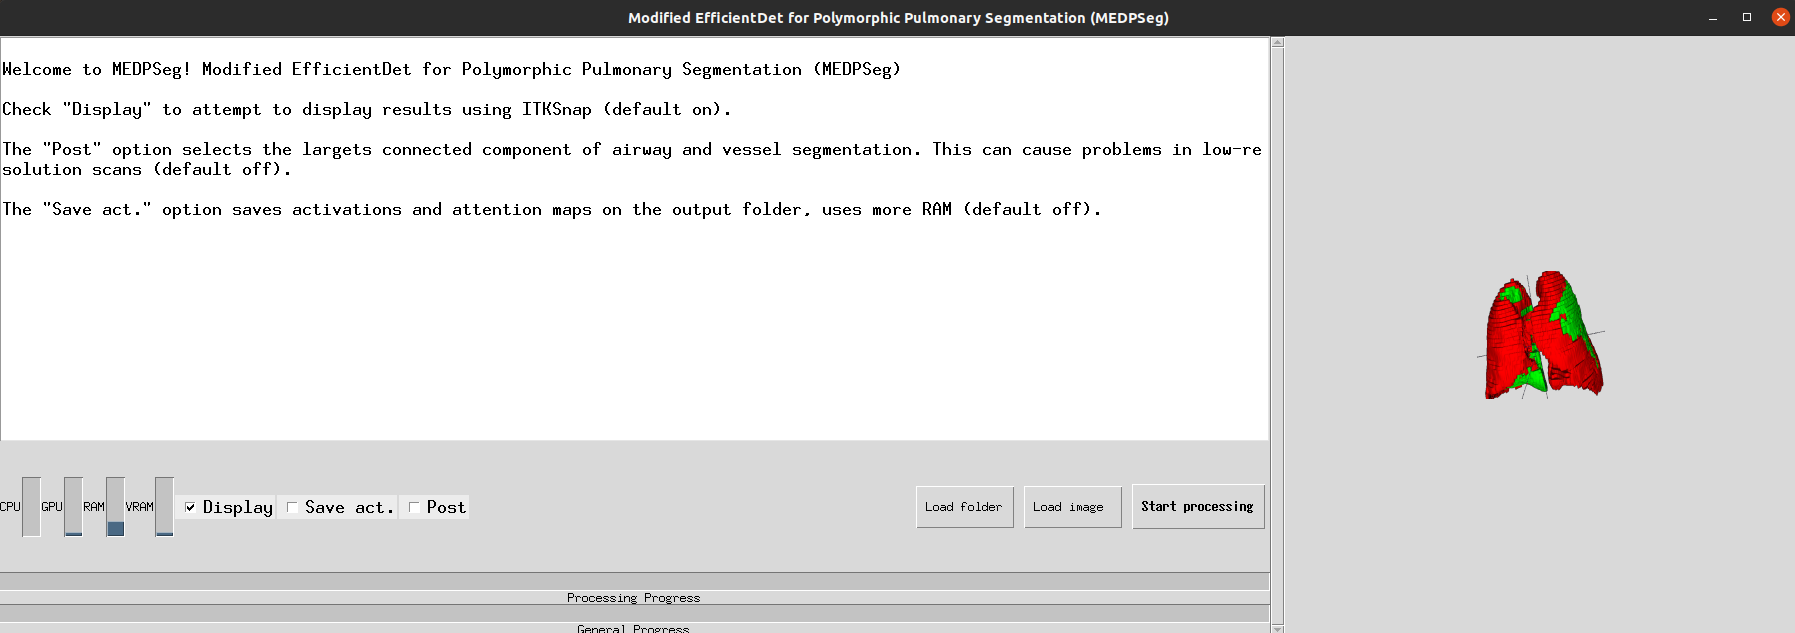 Modified EfficientDet for Polymorphic Pulmonary Segmentation (MEDPSeg)
Welcome to MEDPSeg! Modified EfficientDet for Polymorphic Pulmonary Segmentation (MEDPSeg)
Check "Display" to attempt to display results using ITKSnap (default on).
The "Post" option selects the largets connected component of airway and vessel segmentation. This can cause problems in low-re
solution scans (default off).
The "Save act." option saves activations and attention maps on the output folder, uses more RAM (default off).
CPU GPU RAM VRAM Display Save act. Post Load folder Load image Start processing
Processing Progress
General Progress